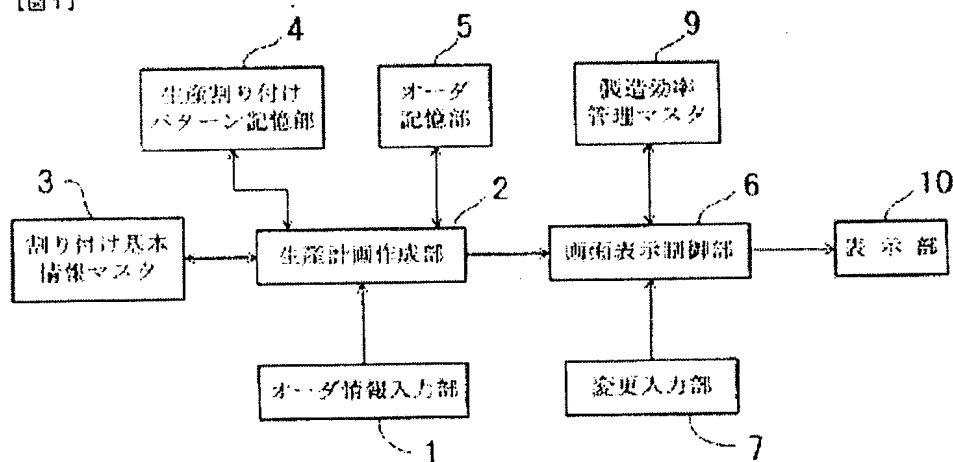 [図1]
4
5
9
生産割り付け
パターン記憶部
オーダ
記憶部
製造効率
管理マスタ
3
2
6
10
割り付け基本
情報マスタ
生産計画作成部
画面表示制御部
表示部
オーダ情報入力部
変更入力部
1
7